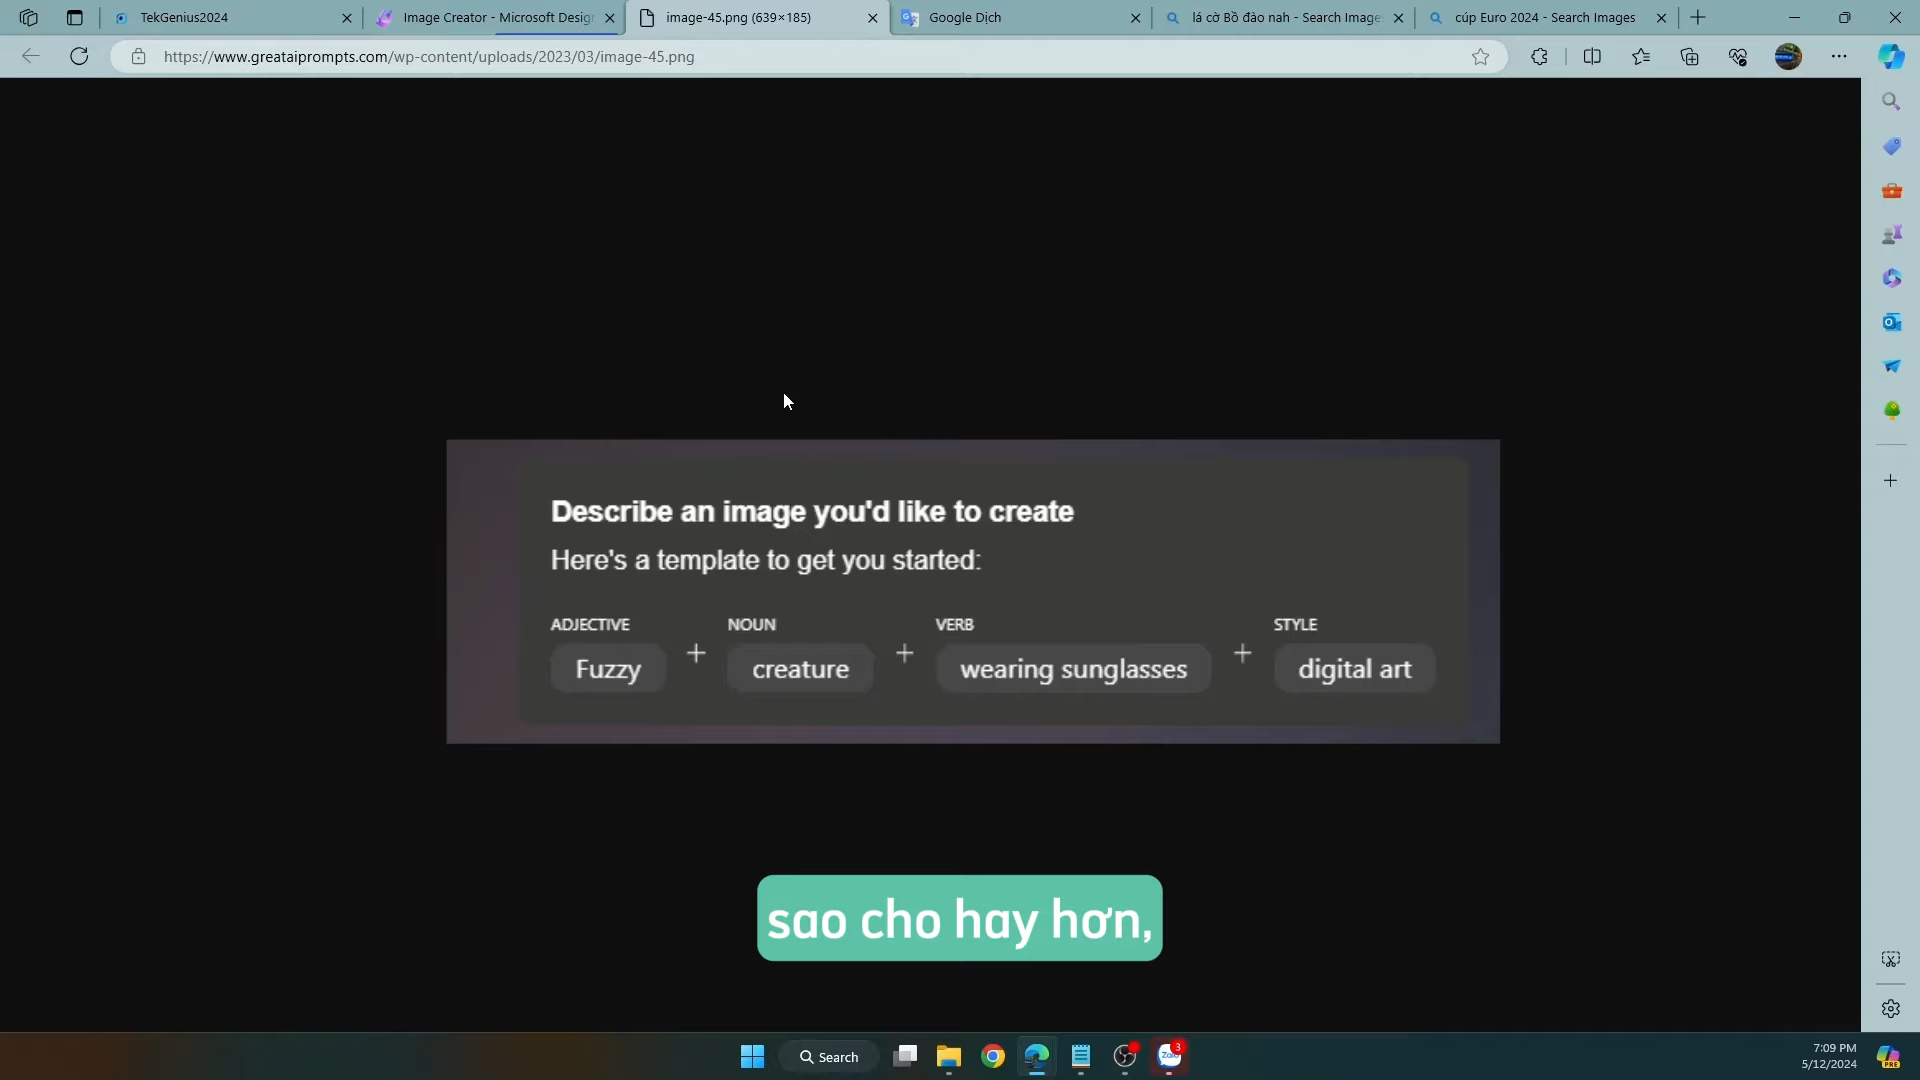 TekGenius2024
Image Creator - Microsoft Desig
image-45.png (639×185)
Google Dịch
lá cờ Bồ đào nah - Search Image
cúp Euro 2024 - Search Images
https://www.greataiprompts.com/wp-content/uploads/2023/03/image-45.png
Describe an image you'd like to create
Here's a template to get you started:
ADJECTIVE NOUN VERB STYLE
Fuzzy + creature + wearing sunglasses + digital art
sao cho hay hơn,
Search
Zalo
3
7:09 PM
5/12/2024
PRE